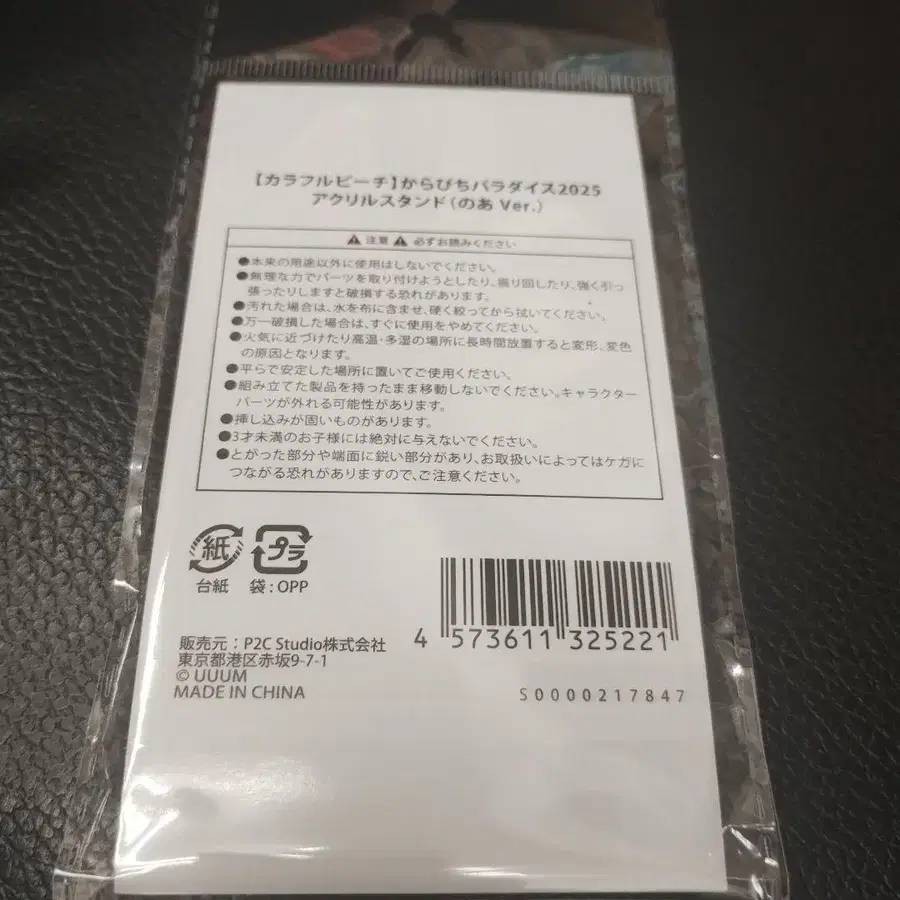 【カラフルピーチ】からぴちパラダイス2025
アクリルスタンド(のあ Ver.)
⚠ 注意 ⚠ 必ずお読みください
●本来の用途以外に使用はしないでください。
●無理な力でパーツを取り付けようとしたり、振り回したり、強く引っ
張ったりしますと破損する恐れがあります。
●汚れた場合は、水を布に含ませ、硬く絞ってから拭いてください。
●万一破損した場合は、すぐに使用をやめてください。
●火気に近づけたり高温・多湿の場所に長時間放置すると変形、変色
の原因となります。
●平らで安定した場所に置いてご使用ください。
●組み立てた製品を持ったまま移動しないでください。キャラクター
パーツが外れる可能性があります。
●挿し込みが固いものがあります。
●3才未満のお子様には絶対に与えないでください。
●とがった部分や端面に鋭い部分があり、お取扱いによってはケガに
つながる恐れがありますので、ご注意ください。
紙 プラ
台紙 袋:OPP
販売元:P2C Studio株式会社
東京都港区赤坂9-7-1
© UUUM
MADE IN CHINA
4 573611 325221
S0000217847